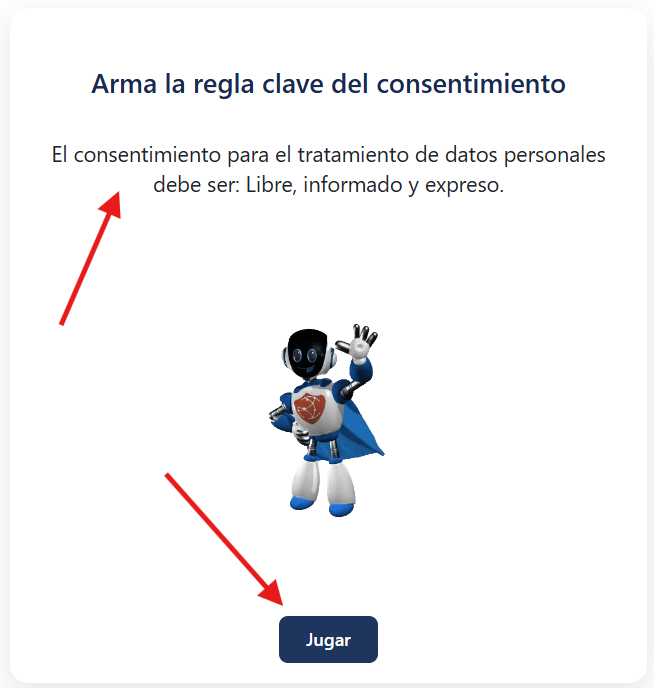 Arma la regla clave del consentimiento
El consentimiento para el tratamiento de datos personales
debe ser: Libre, informado y expreso.
Jugar